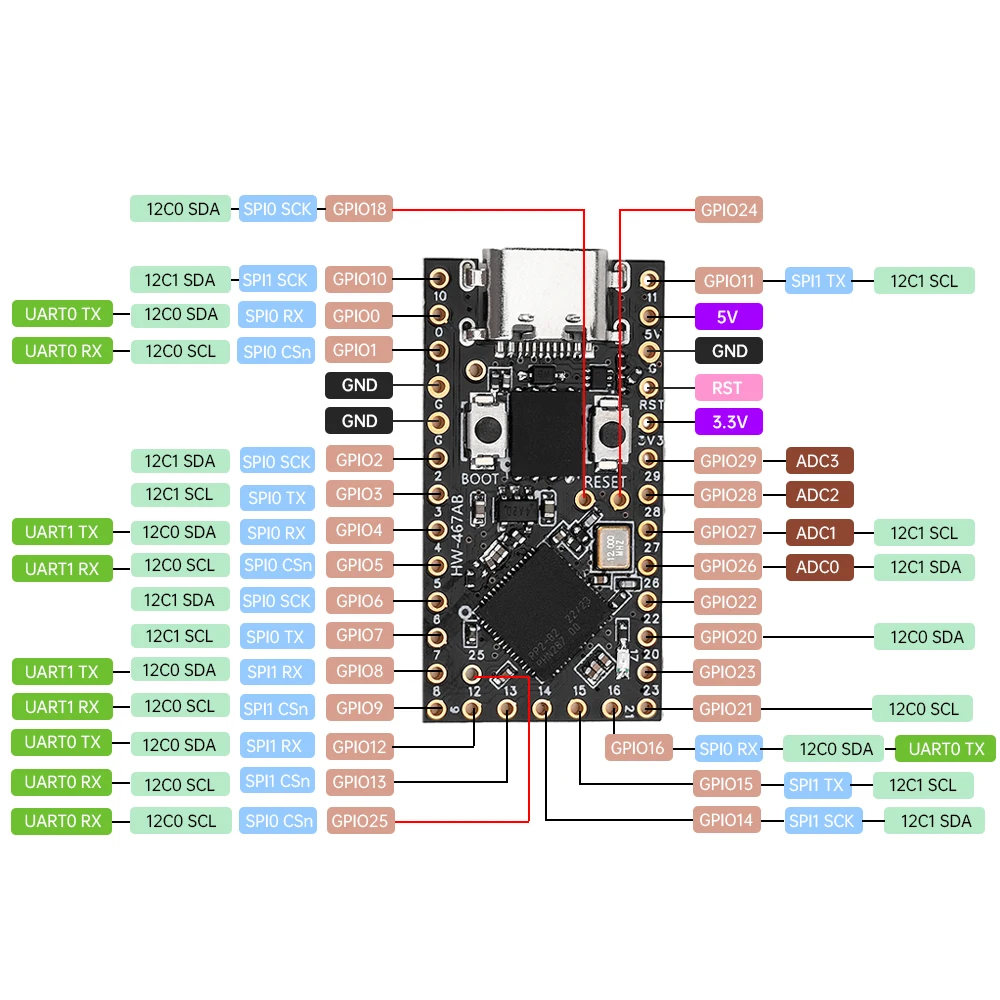 12C0 SDA SPI0 SCK GPIO18 GPIO24
12C1 SDA SPI1 SCK GPIO10 10 11 GPIO11 SPI1 TX 12C1 SCL
UART0 TX 12C0 SDA SPI0 RX GPIO0 0 5V 5V
UART0 RX 12C0 SCL SPI0 CSn GPIO1 1 G GND
GND G RST RST
GND G 3V3 3.3V
BOOT RESET
12C1 SDA SPI0 SCK GPIO2 2 29 GPIO29 ADC3
12C1 SCL SPI0 TX GPIO3 3 28 GPIO28 ADC2
HW-467AB
12.000
MHZ
UART1 TX 12C0 SDA SPI0 RX GPIO4 4 27 GPIO27 ADC1 12C1 SCL
UART1 RX 12C0 SCL SPI0 CSn GPIO5 5 26 GPIO26 ADC0 12C1 SDA
12C1 SDA SPI0 SCK GPIO6 6 22 GPIO22
12C1 SCL SPI0 TX GPIO7 7 20 GPIO20 12C0 SDA
25 17
UART1 TX 12C0 SDA SPI1 RX GPIO8 8 23 GPIO23
12 13 14 15 16
UART1 RX 12C0 SCL SPI1 CSn GPIO9 9 21 GPIO21 12C0 SCL
UART0 TX 12C0 SDA SPI1 RX GPIO12 GPIO16 SPI0 RX 12C0 SDA UART0 TX
UART0 RX 12C0 SCL SPI1 CSn GPIO13 GPIO15 SPI1 TX 12C1 SCL
UART0 RX 12C0 SCL SPI0 CSn GPIO25 GPIO14 SPI1 SCK 12C1 SDA